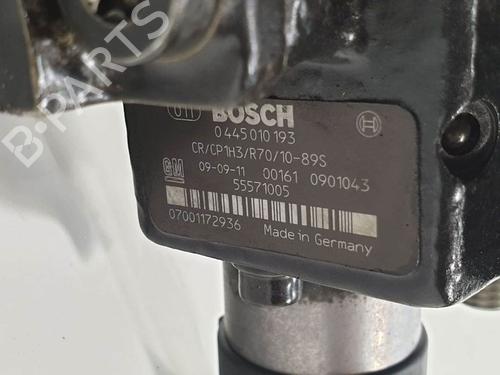 BOSCH
0 445 010 193
CR/CP1H3/R70/10-89S
GM 09-09-11 00161 0901043
55571005
07001172936 Made in Germany
B-PARTS